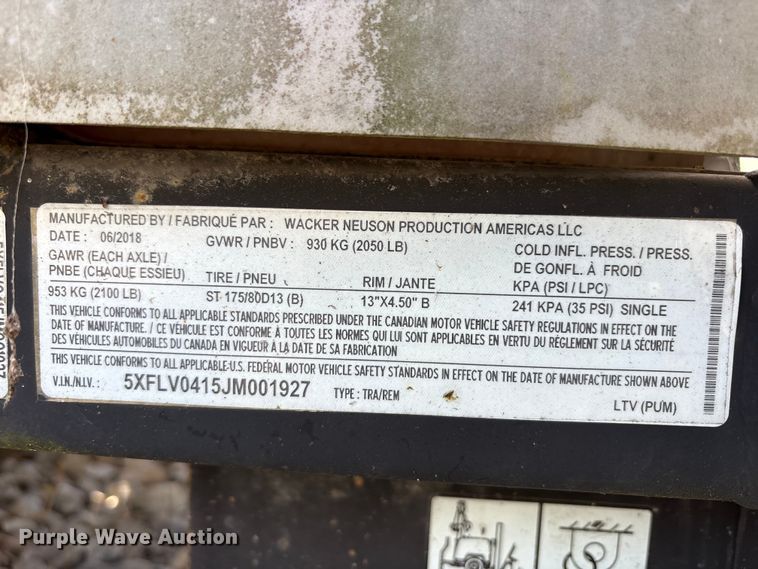 MANUFACTURED BY / FABRIQUÉ PAR : WACKER NEUSON PRODUCTION AMERICAS LLC
DATE : 06/2018 GVWR / PNBV : 930 KG (2050 LB) COLD INFL. PRESS. / PRESS.
GAWR (EACH AXLE) / DE GONFL. À FROID
PNBE (CHAQUE ESSIEU) TIRE / PNEU RIM / JANTE KPA (PSI / LPC)
953 KG (2100 LB) ST 175/80D13 (B) 13"X4.50" B 241 KPA (35 PSI) SINGLE
THIS VEHICLE CONFORMS TO ALL APPLICABLE STANDARDS PRESCRIBED UNDER THE CANADIAN MOTOR VEHICLE SAFETY REGULATIONS IN EFFECT ON THE
DATE OF MANUFACTURE. / CE VÉHICULE EST CONFORME À TOUTES LES NORMES QUI LUI SONT APPLICABLES EN VERTU DU RÈGLEMENT SUR LA SÉCURITÉ
DES VÉHICULES AUTOMOBILES DU CANADA EN VIGUEUR À LA DATE DE SA FABRICATION
THIS VEHICLE CONFORMS TO ALL APPLICABLE U.S. FEDERAL MOTOR VEHICLE SAFETY STANDARDS IN EFFECT ON THE DATE OF MANUFACTURE SHOWN ABOVE
V.I.N./N.I.V. : 5XFLV0415JM001927 TYPE : TRA/REM LTV (PUM)
Purple Wave Auction